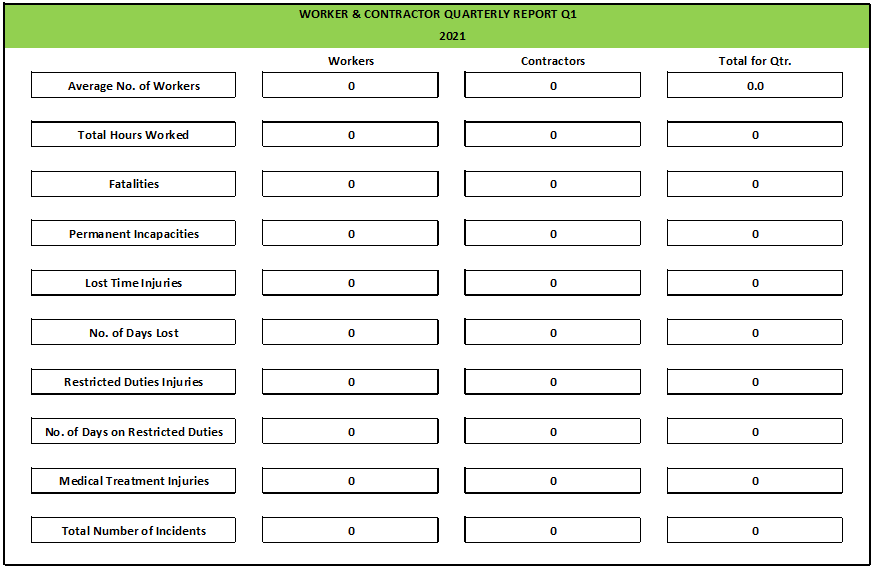 WORKER & CONTRACTOR QUARTERLY REPORT Q1
2021
Workers Contractors Total for Qtr.
Average No. of Workers 0 0 0.0
Total Hours Worked 0 0 0
Fatalities 0 0 0
Permanent Incapacities 0 0 0
Lost Time Injuries 0 0 0
No. of Days Lost 0 0 0
Restricted Duties Injuries 0 0 0
No. of Days on Restricted Duties 0 0 0
Medical Treatment Injuries 0 0 0
Total Number of Incidents 0 0 0